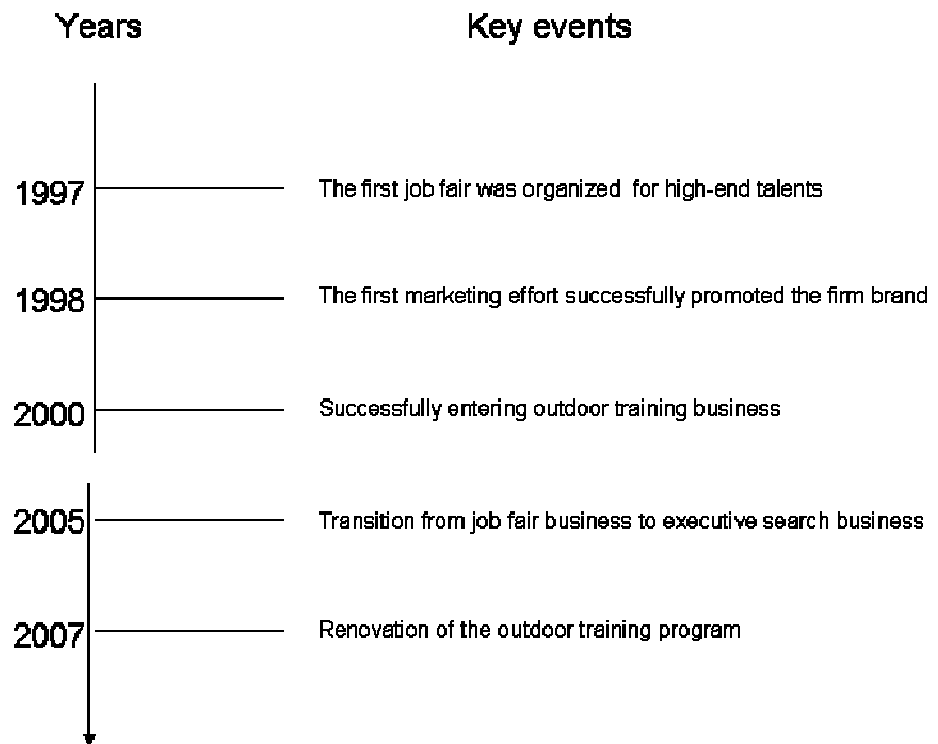 Years Key events
1997 The first job fair was organized for high-end talents
1998 The first marketing effort successfully promoted the firm brand
2000 Successfully entering outdoor training business
2005 Transition from job fair business to executive search business
2007 Renovation of the outdoor training program